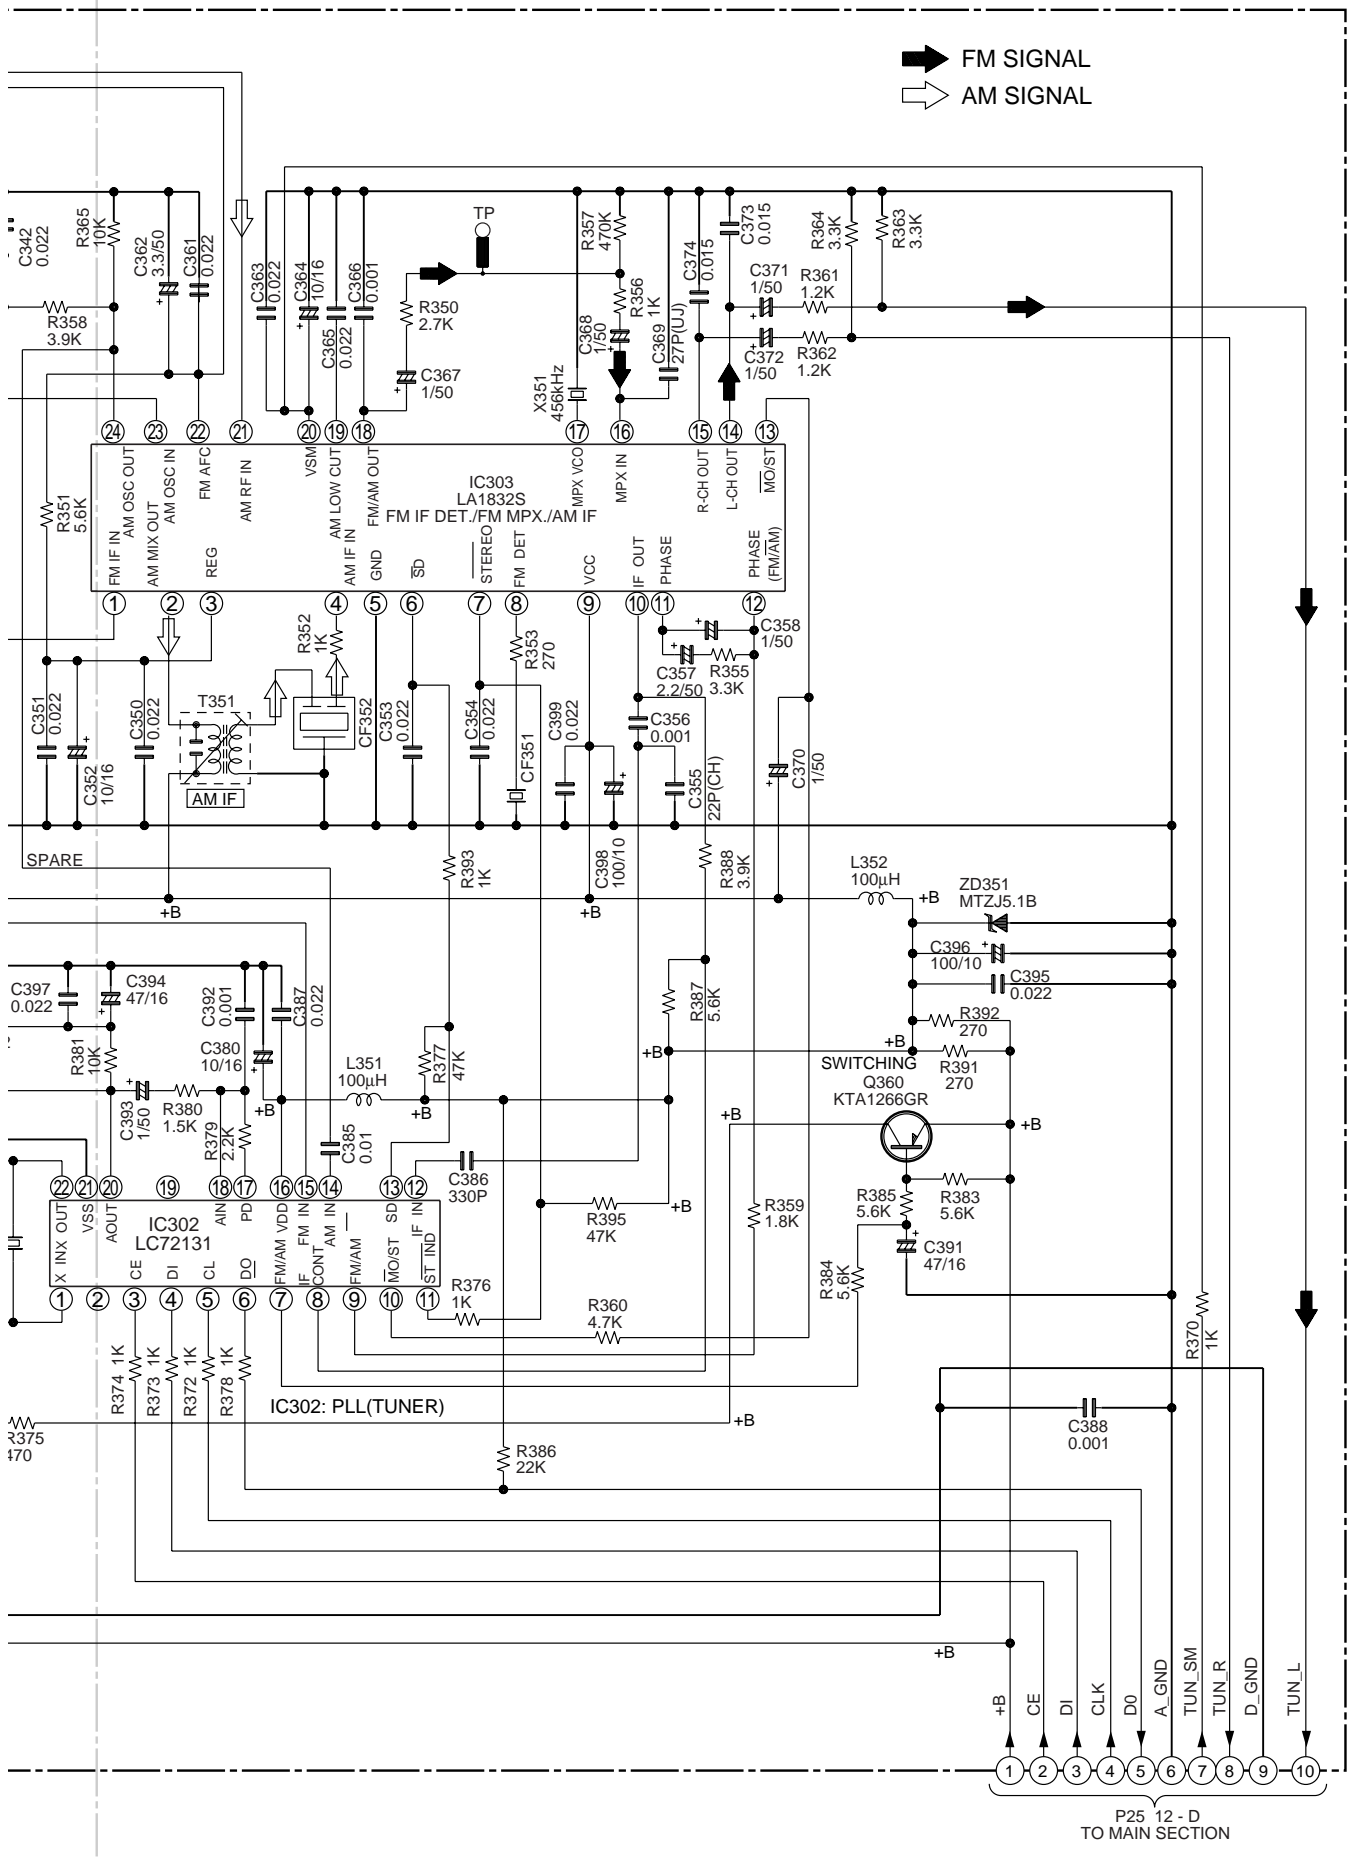 FM SIGNAL
AM SIGNAL
C342
0.022
R365
10K
C362
3.3/50
C361
0.022
C363
0.022
C364
10/16
C365
0.022
C366
0.001
TP
R350
2.7K
C367
1/50
R357
470K
R356
1K
C368
1/50
C369
27P(UJ)
C374
0.015
C373
0.015
C371
1/50
R361
1.2K
C372
1/50
R362
1.2K
R364
3.3K
R363
3.3K
R358
3.9K
X351
456kHz
24 23 22 21 20 19 18 17 16 15 14 13
AM OSC OUT
AM OSC IN
FM AFC
AM RF IN
VSM
AM LOW CUT
FM/AM OUT
MPX VCO
MPX IN
R-CH OUT
L-CH OUT
MO/ST
IC303
LA1832S
FM IF DET./FM MPX./AM IF
FM IF IN
AM MIX OUT
REG
AM IF IN
GND
SD
STEREO
FM DET
VCC
IF OUT
PHASE
PHASE
(FM/AM)
1 2 3 4 5 6 7 8 9 10 11 12
R351
5.6K
R352
1K
R353
270
C358
1/50
C357
2.2/50
R355
3.3K
C351
0.022
C352
10/16
C350
0.022
T351
AM IF
CF352
C353
0.022
C354
0.022
CF351
C399
0.022
C398
100/10
C356
0.001
C355
22P(CH)
C370
1/50
SPARE
R393
1K
R388
3.9K
L352
100µH
+B
+B
+B
ZD351
MTZJ5.1B
C396
100/10
C395
0.022
R392
270
R391
270
+B
C397
0.022
C394
47/16
C392
0.001
C387
0.022
R381
10K
C380
10/16
L351
100µH
R377
47K
R387
5.6K
+B
SWITCHING
Q360
KTA1266GR
C393
1/50
R380
1.5K
R379
2.2K
+B
+B
C385
0.01
C386
330P
+B
+B
+B
22 21 20 19 18 17 16 15 14 13 12
X IN
X OUT
VSS
AOUT
AIN
PD
FM/AM VDD
FM IN
AM IN
SD
IF IN
IC302
LC72131
CE
DI
CL
DO
IF
CONT
FM/AM
MO/ST
ST IND
1 2 3 4 5 6 7 8 9 10 11
R395
47K
R359
1.8K
R385
5.6K
R383
5.6K
C391
47/16
R384
5.6K
R376
1K
R360
4.7K
R370
1K
R374 1K
R373 1K
R372 1K
R378 1K
IC302: PLL(TUNER)
R375
470
+B
R386
22K
C388
0.001
+B
+B
CE
DI
CLK
D0
A_GND
TUN_SM
TUN_R
D_GND
TUN_L
1 2 3 4 5 6 7 8 9 10
P25 12 - D
TO MAIN SECTION